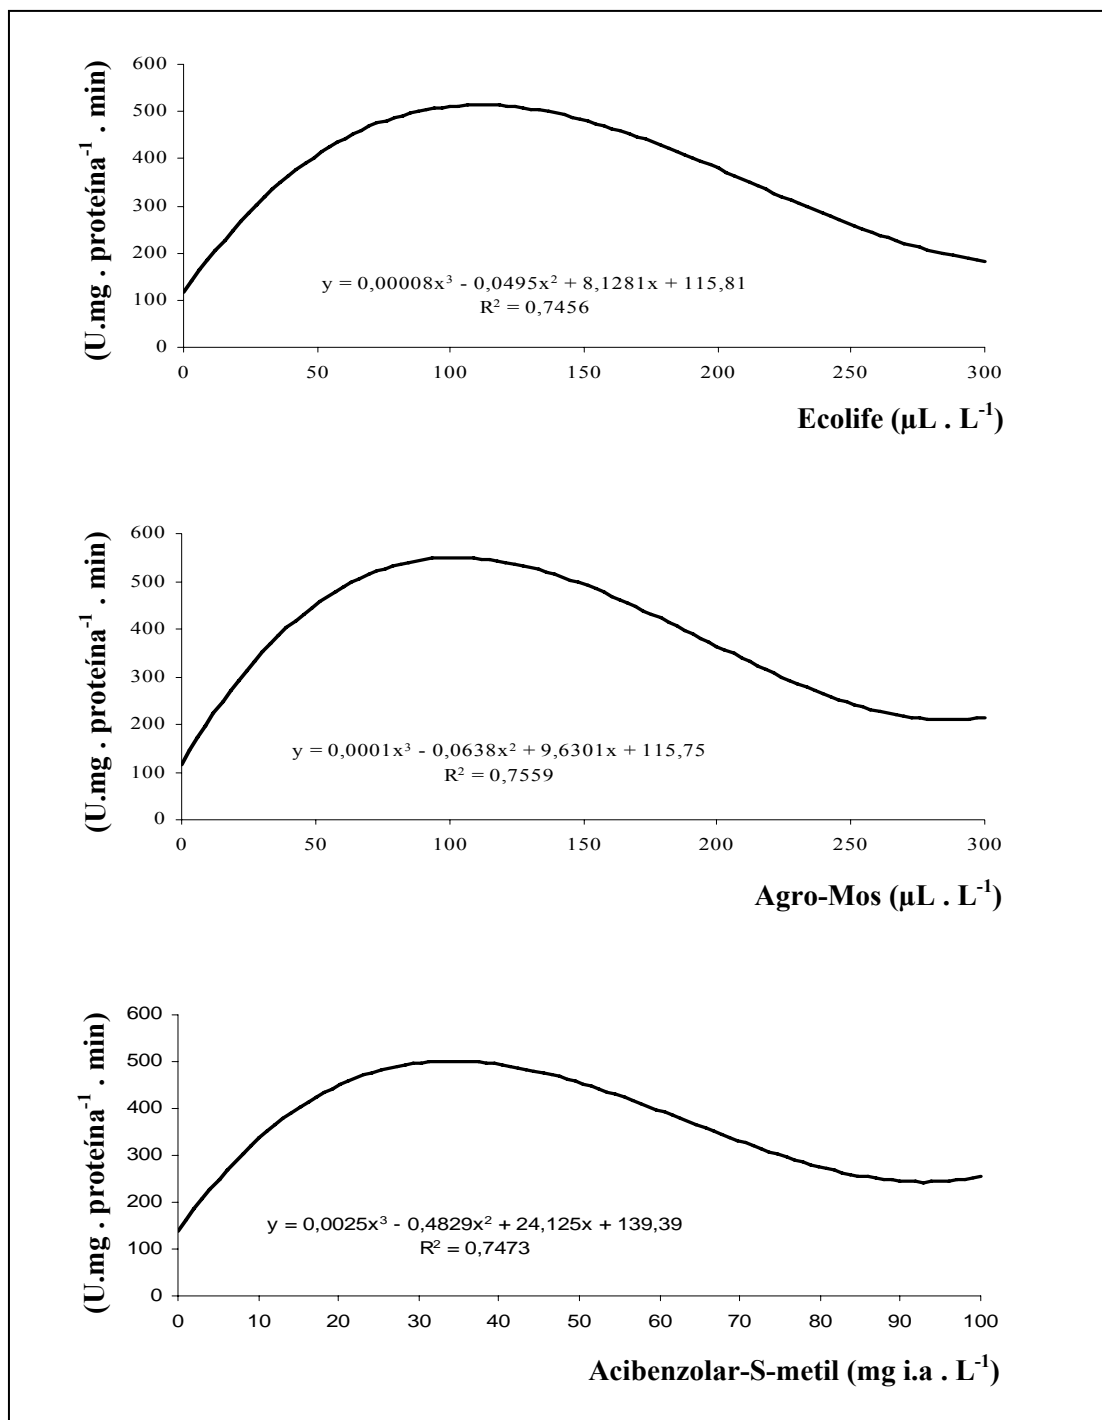 (U.mg . proteína-1 . min)
600
500
400
300
200
100
0
y = 0,00008x³ - 0,0495x² + 8,1281x + 115,81
R² = 0,7456
0 50 100 150 200 250 300
Ecolife (µL . L-1)
(U.mg . proteína-1 . min)
600
500
400
300
200
100
0
y = 0,0001x³ - 0,0638x² + 9,6301x + 115,75
R² = 0,7559
0 50 100 150 200 250 300
Agro-Mos (µL . L-1)
(U.mg . proteína-1 . min)
600
500
400
300
200
100
0
y = 0,0025x³ - 0,4829x² + 24,125x + 139,39
R² = 0,7473
0 10 20 30 40 50 60 70 80 90 100
Acibenzolar-S-metil (mg i.a . L-1)